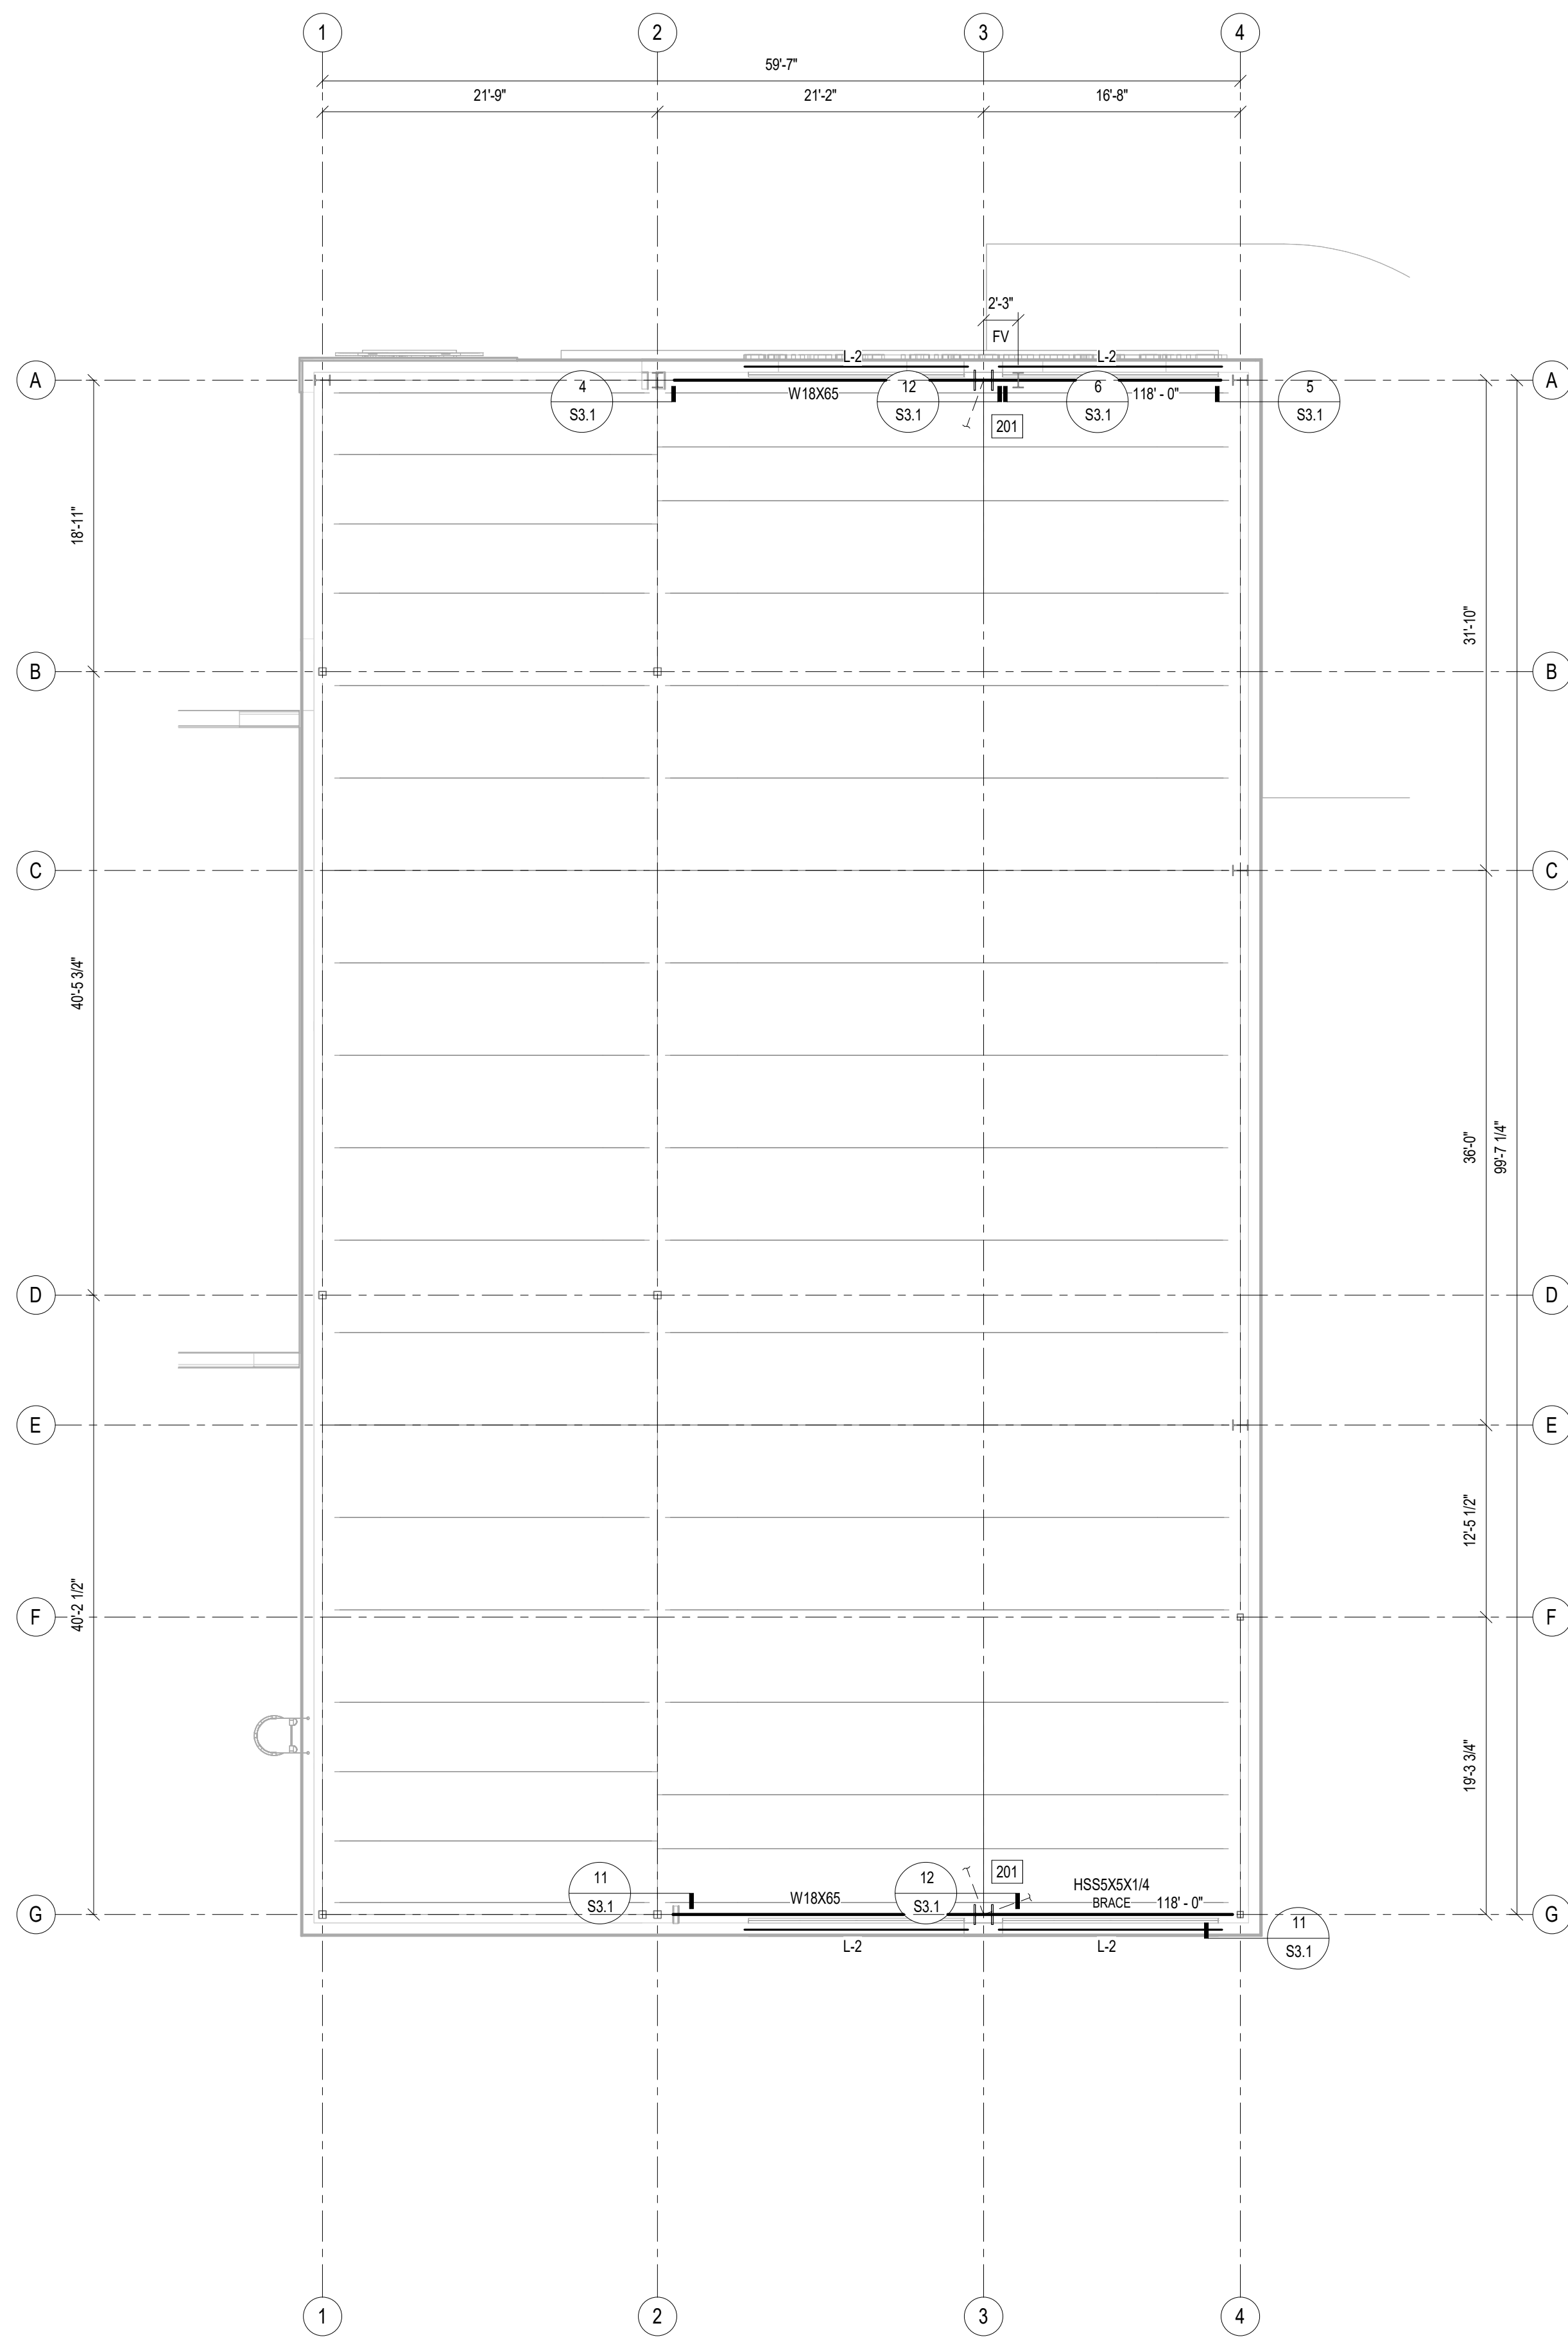 1
2
3
4
59'-7"
21'-9"
21'-2"
16'-8"
2'-3"
FV
L-2
L-2
A
A
4
S3.1
W18X65
12
S3.1
6
S3.1
118' - 0"
5
S3.1
201
18'-11"
31'-10"
B
B
C
C
40'-5 3/4"
36'-0"
99'-7 1/4"
D
D
E
E
12'-5 1/2"
40'-2 1/2"
F
F
19'-3 3/4"
11
S3.1
W18X65
12
S3.1
201
HSS5X5X1/4
BRACE
118' - 0"
G
G
L-2
L-2
11
S3.1
1
2
3
4